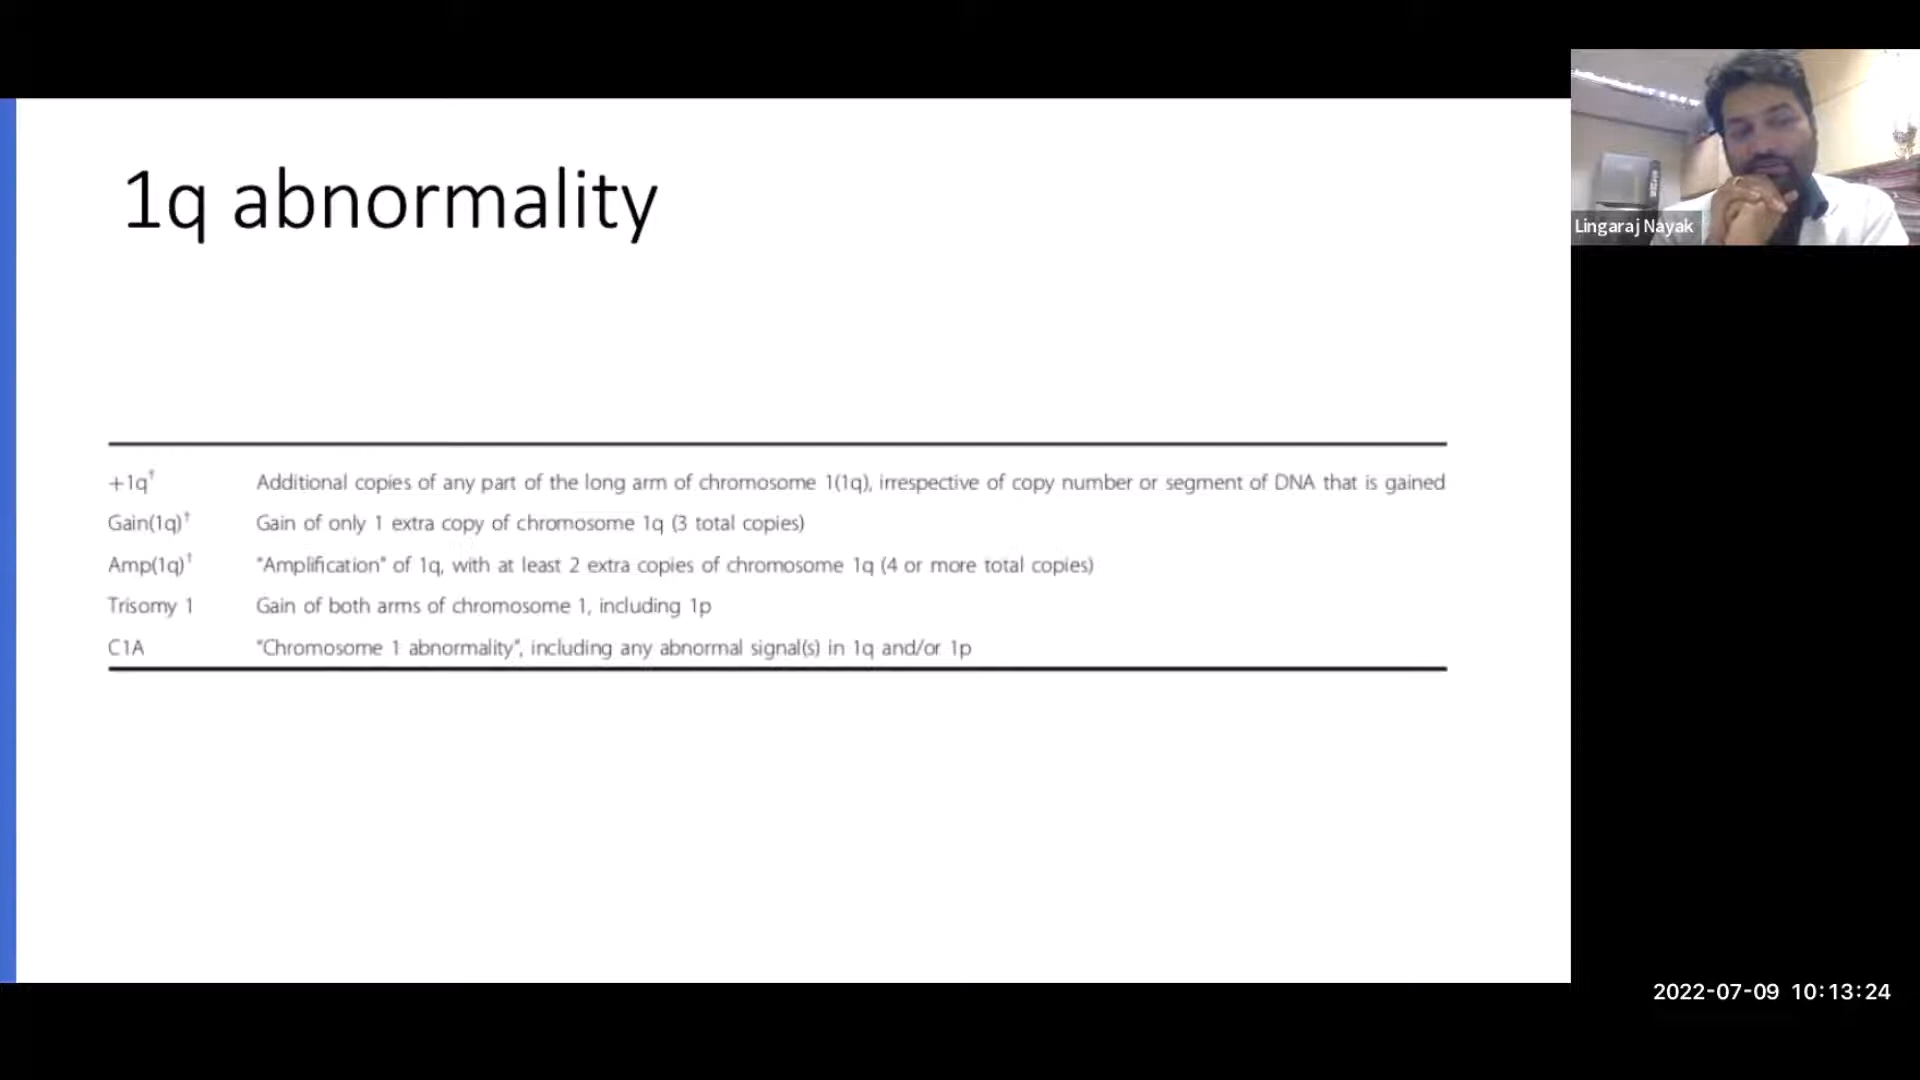 1q abnormality
Lingaraj Nayak
+1q† Additional copies of any part of the long arm of chromosome 1(1q), irrespective of copy number or segment of DNA that is gained
Gain(1q)† Gain of only 1 extra copy of chromosome 1q (3 total copies)
Amp(1q)† "Amplification" of 1q, with at least 2 extra copies of chromosome 1q (4 or more total copies)
Trisomy 1 Gain of both arms of chromosome 1, including 1p
C1A "Chromosome 1 abnormality", including any abnormal signal(s) in 1q and/or 1p
2022-07-09 10:13:24